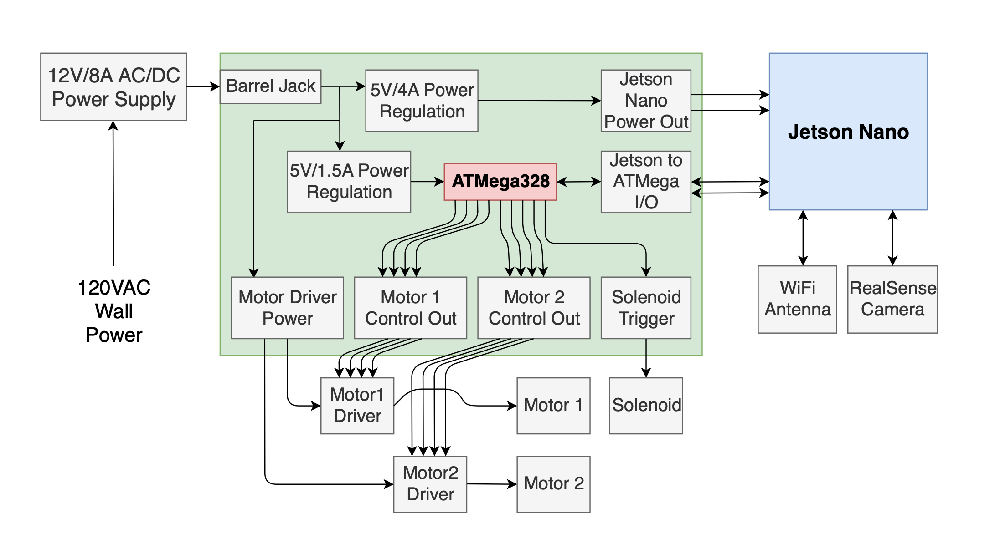 12V/8A AC/DC
Power Supply
Barrel Jack
5V/4A Power
Regulation
Jetson
Nano
Power Out
Jetson Nano
5V/1.5A Power
Regulation
ATMega328
Jetson to
ATMega
I/O
120VAC
Wall
Power
Motor Driver
Power
Motor 1
Control Out
Motor 2
Control Out
Solenoid
Trigger
WiFi
Antenna
RealSense
Camera
Motor1
Driver
Motor 1
Solenoid
Motor2
Driver
Motor 2